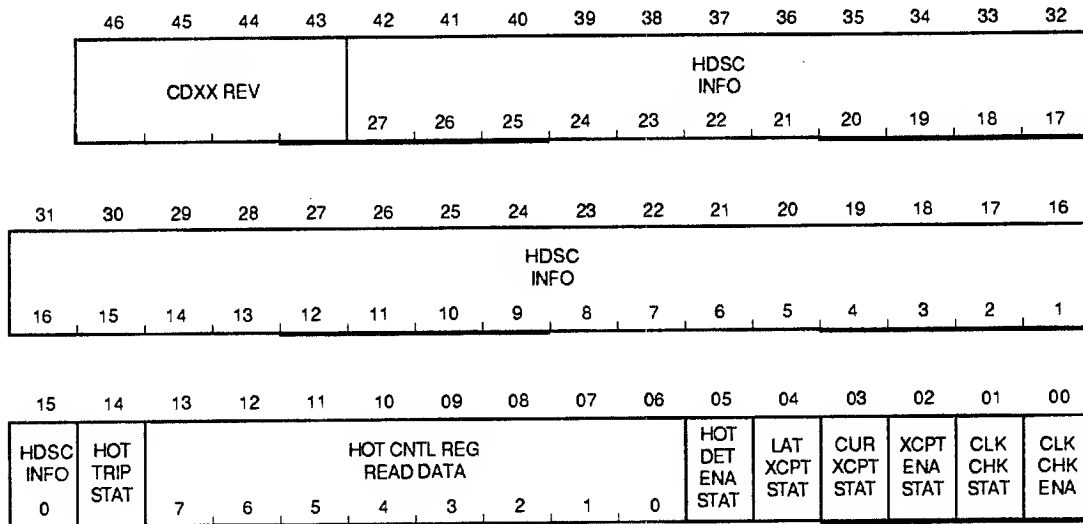 46 45 44 43 42 41 40 39 38 37 36 35 34 33 32
CDXX REV
HDSC
INFO
27 26 25 24 23 22 21 20 19 18 17
31 30 29 28 27 26 25 24 23 22 21 20 19 18 17 16
HDSC
INFO
16 15 14 13 12 11 10 9 8 7 6 5 4 3 2 1
15 14 13 12 11 10 09 08 07 06 05 04 03 02 01 00
HDSC
INFO
0
HOT
TRIP
STAT
HOT CNTL REG
READ DATA
7 6 5 4 3 2 1 0
HOT
DET
ENA
STAT
LAT
XCPT
STAT
CUR
XCPT
STAT
XCPT
ENA
STAT
CLK
CHK
STAT
CLK
CHK
ENA